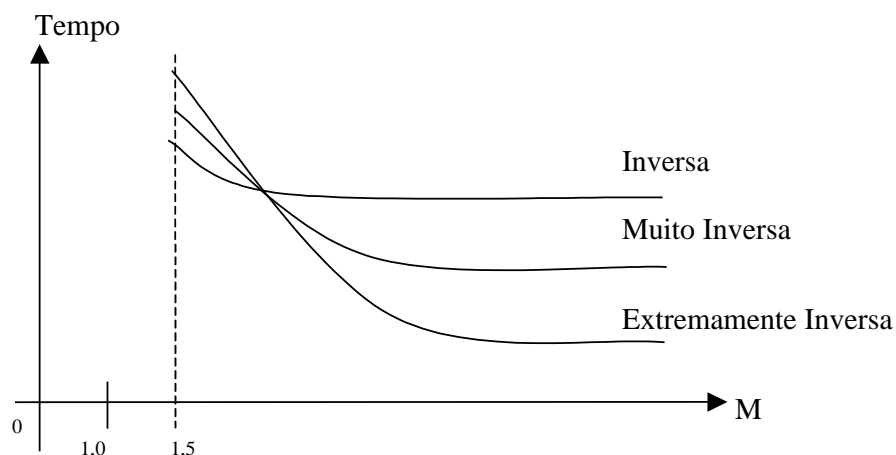 Tempo
Inversa
Muito Inversa
Extremamente Inversa
M
0
1,0
1,5